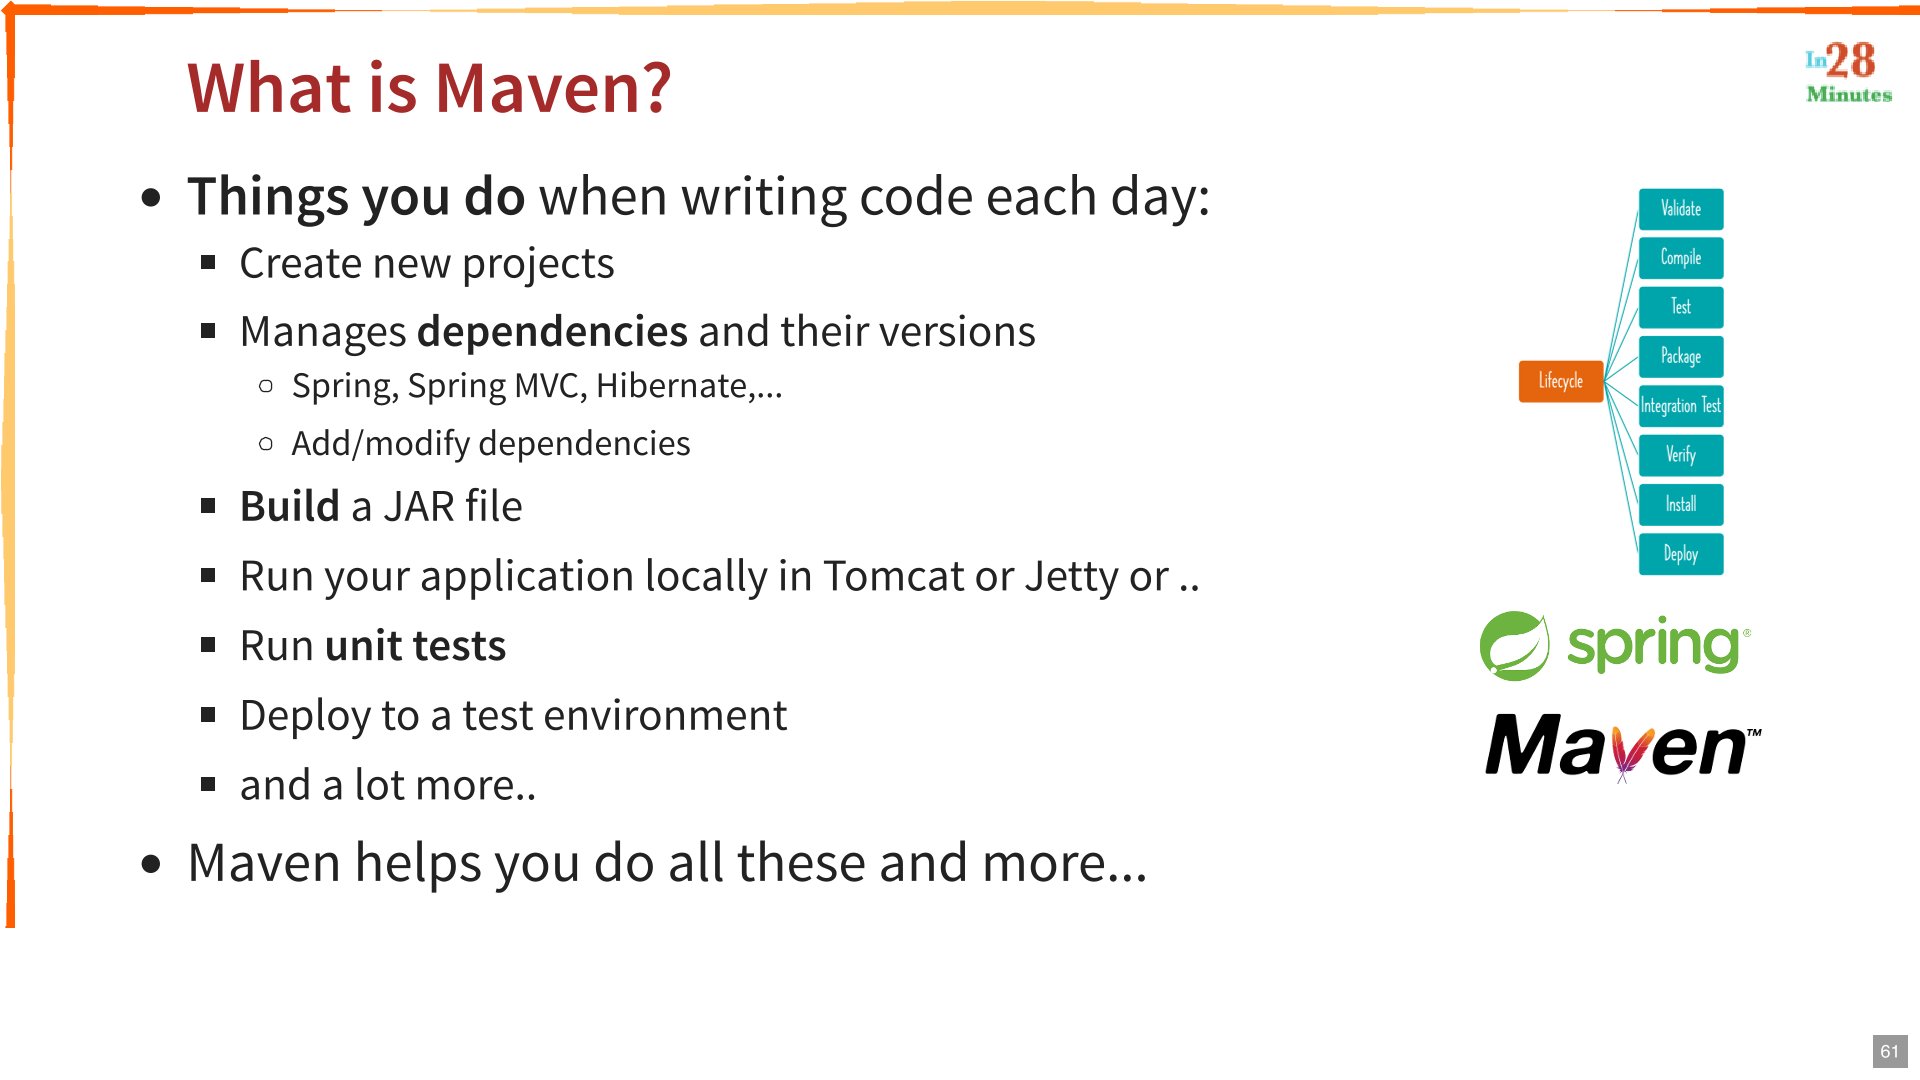 What is Maven?
In28
Minutes
Things you do when writing code each day:
Create new projects
Manages dependencies and their versions
Spring, Spring MVC, Hibernate,...
Add/modify dependencies
Build a JAR file
Run your application locally in Tomcat or Jetty or ..
Run unit tests
Deploy to a test environment
and a lot more..
Maven helps you do all these and more...
Lifecycle
Validate
Compile
Test
Package
Integration Test
Verify
Install
Deploy
spring®
Maven™
61